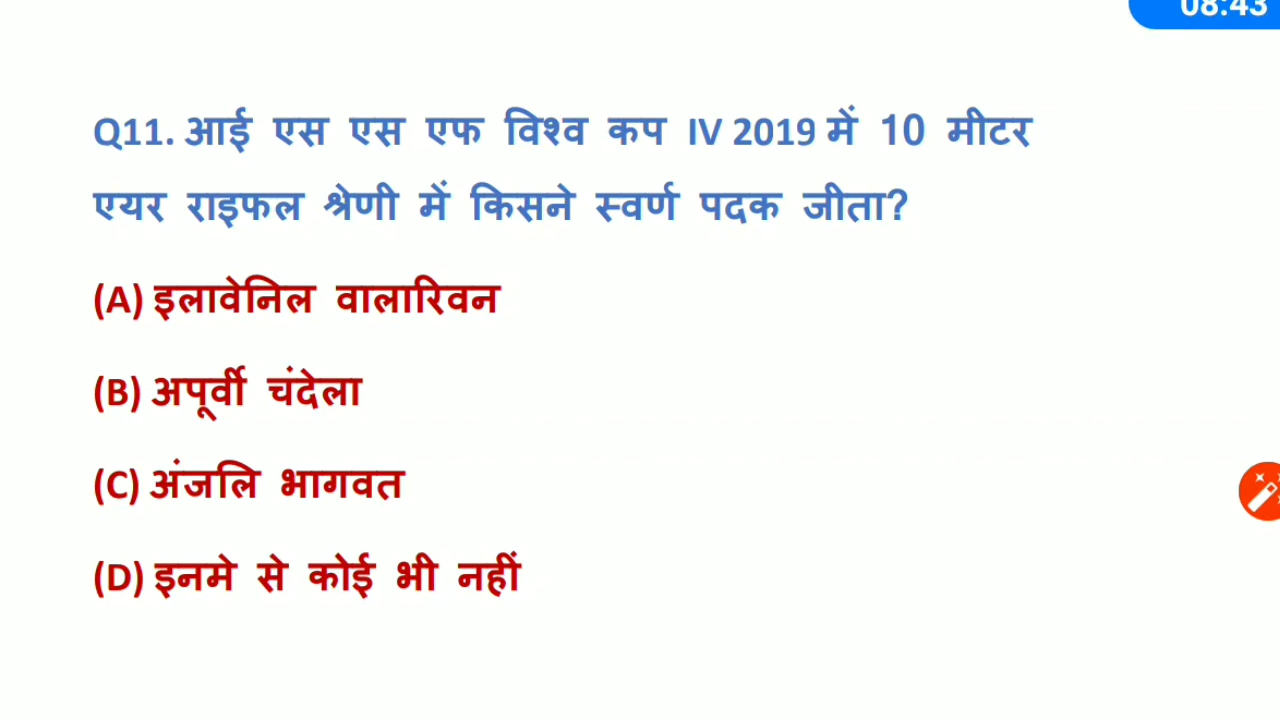 08:43
Q11. आई एस एस एफ विश्व कप IV 2019 में 10 मीटर
एयर राइफल श्रेणी में किसने स्वर्ण पदक जीता?
(A) इलावेनिल वालारिवन
(B) अपूर्वी चंदेला
(C) अंजलि भागवत
(D) इनमे से कोई भी नहीं